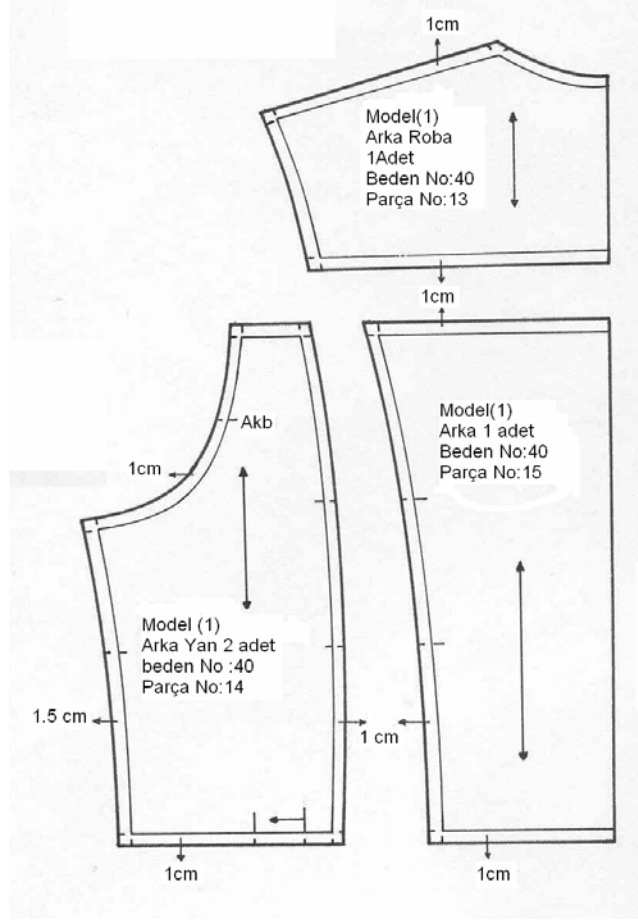 1cm
Model(1)
Arka Roba
1Adet
Beden No:40
Parça No:13
1cm
Akb
1cm
Model(1)
Arka 1 adet
Beden No:40
Parça No:15
Model (1)
Arka Yan 2 adet
beden No :40
Parça No:14
1.5 cm
1 cm
1cm
1cm